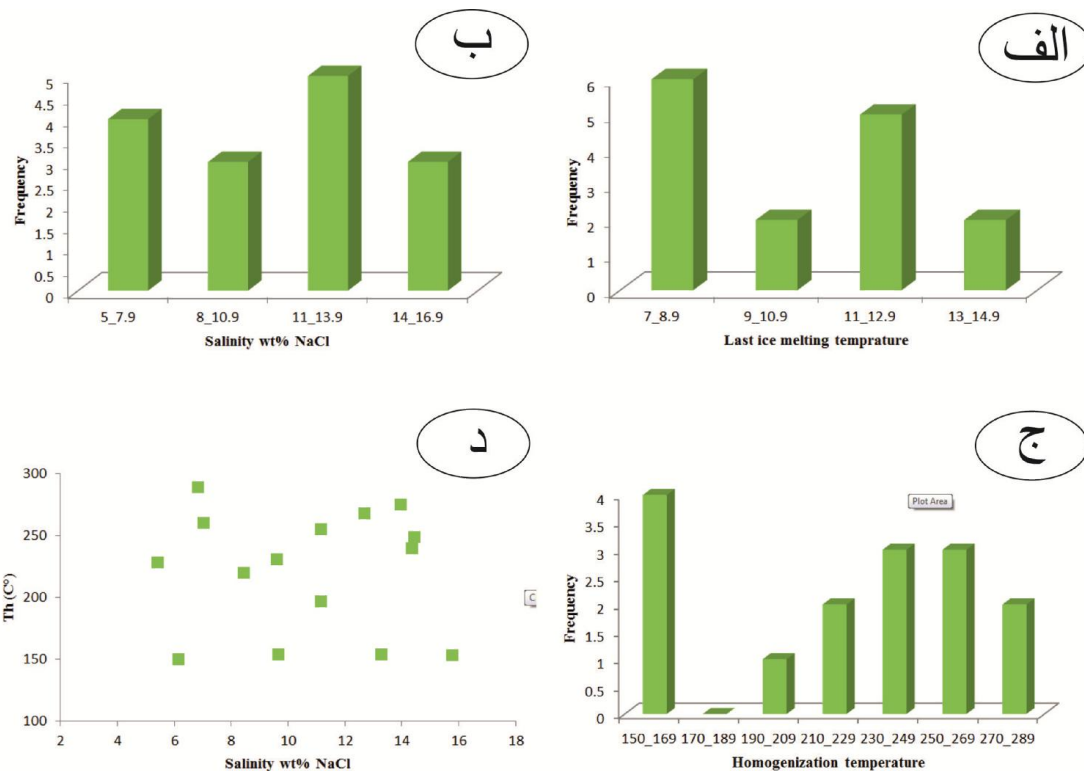 ب
5
4.5
4
3.5
3
2.5
2
1.5
1
0.5
0
Frequency
5_7.9 8_10.9 11_13.9 14_16.9
Salinity wt% NaCl
الف
6
5
4
3
2
1
0
Frequency
7_8.9 9_10.9 11_12.9 13_14.9
Last ice melting temprature
د
300
250
200
150
100
Th (C°)
2 4 6 8 10 12 14 16 18
Salinity wt% NaCl
C
ج
Plot Area
4
3.5
3
2.5
2
1.5
1
0.5
0
Frequency
150_169 170_189 190_209 210_229 230_249 250_269 270_289
Homogenization temperature